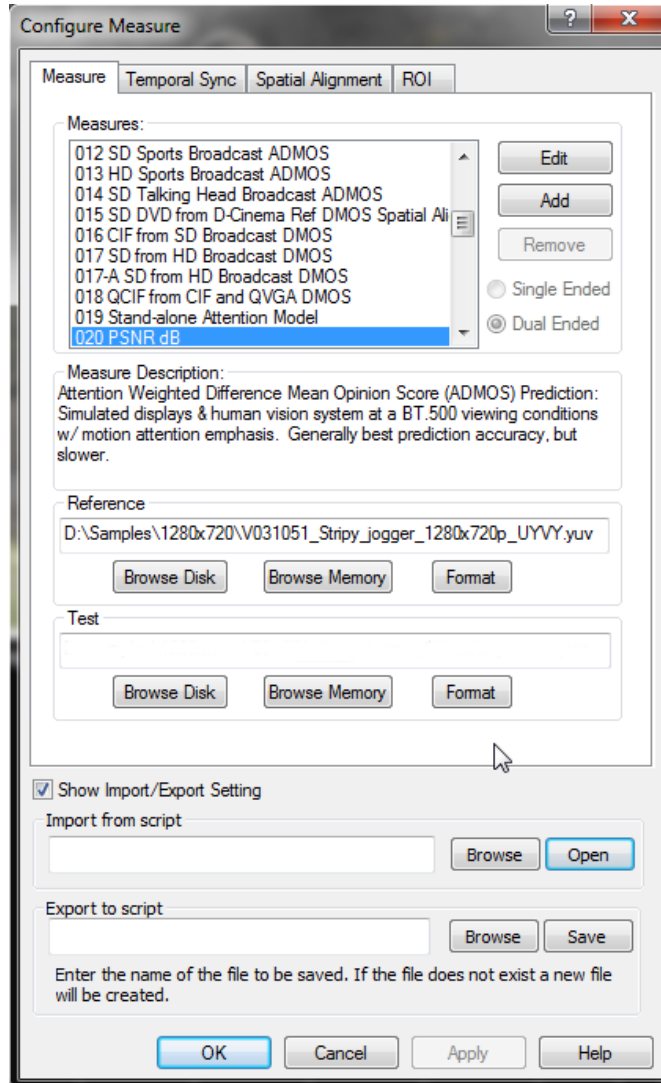 Configure Measure
Measure
Temporal Sync
Spatial Alignment
ROI
Measures:
012 SD Sports Broadcast ADMOS
013 HD Sports Broadcast ADMOS
014 SD Talking Head Broadcast ADMOS
015 SD DVD from D-Cinema Ref DMOS Spatial Ali
016 CIF from SD Broadcast DMOS
017 SD from HD Broadcast DMOS
017-A SD from HD Broadcast DMOS
018 QCIF from CIF and QVGA DMOS
019 Stand-alone Attention Model
020 PSNR dB
Edit
Add
Remove
Single Ended
Dual Ended
Measure Description:
Attention Weighted Difference Mean Opinion Score (ADMOS) Prediction:
Simulated displays & human vision system at a BT.500 viewing conditions
w/ motion attention emphasis. Generally best prediction accuracy, but
slower.
Reference
D:\Samples\1280x720\V031051_Stripy_jogger_1280x720p_UYVY.yuv
Browse Disk
Browse Memory
Format
Test
Browse Disk
Browse Memory
Format
Show Import/Export Setting
Import from script
Browse
Open
Export to script
Browse
Save
Enter the name of the file to be saved. If the file does not exist a new file
will be created.
OK
Cancel
Apply
Help